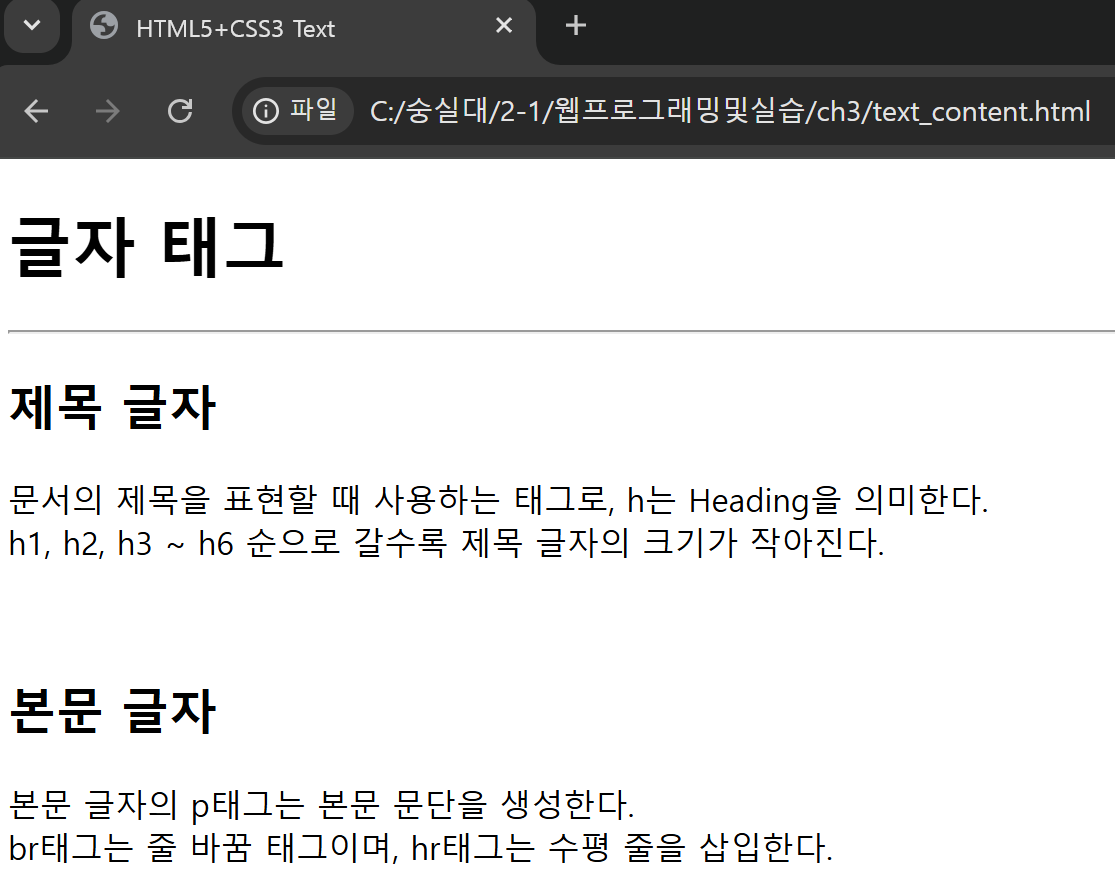 HTML5+CSS3 Text
파일 C:/숭실대/2-1/웹프로그래밍및실습/ch3/text_content.html
글자 태그
제목 글자
문서의 제목을 표현할 때 사용하는 태그로, h는 Heading을 의미한다.
h1, h2, h3 ~ h6 순으로 갈수록 제목 글자의 크기가 작아진다.
본문 글자
본문 글자의 p태그는 본문 문단을 생성한다.
br태그는 줄 바꿈 태그이며, hr태그는 수평 줄을 삽입한다.